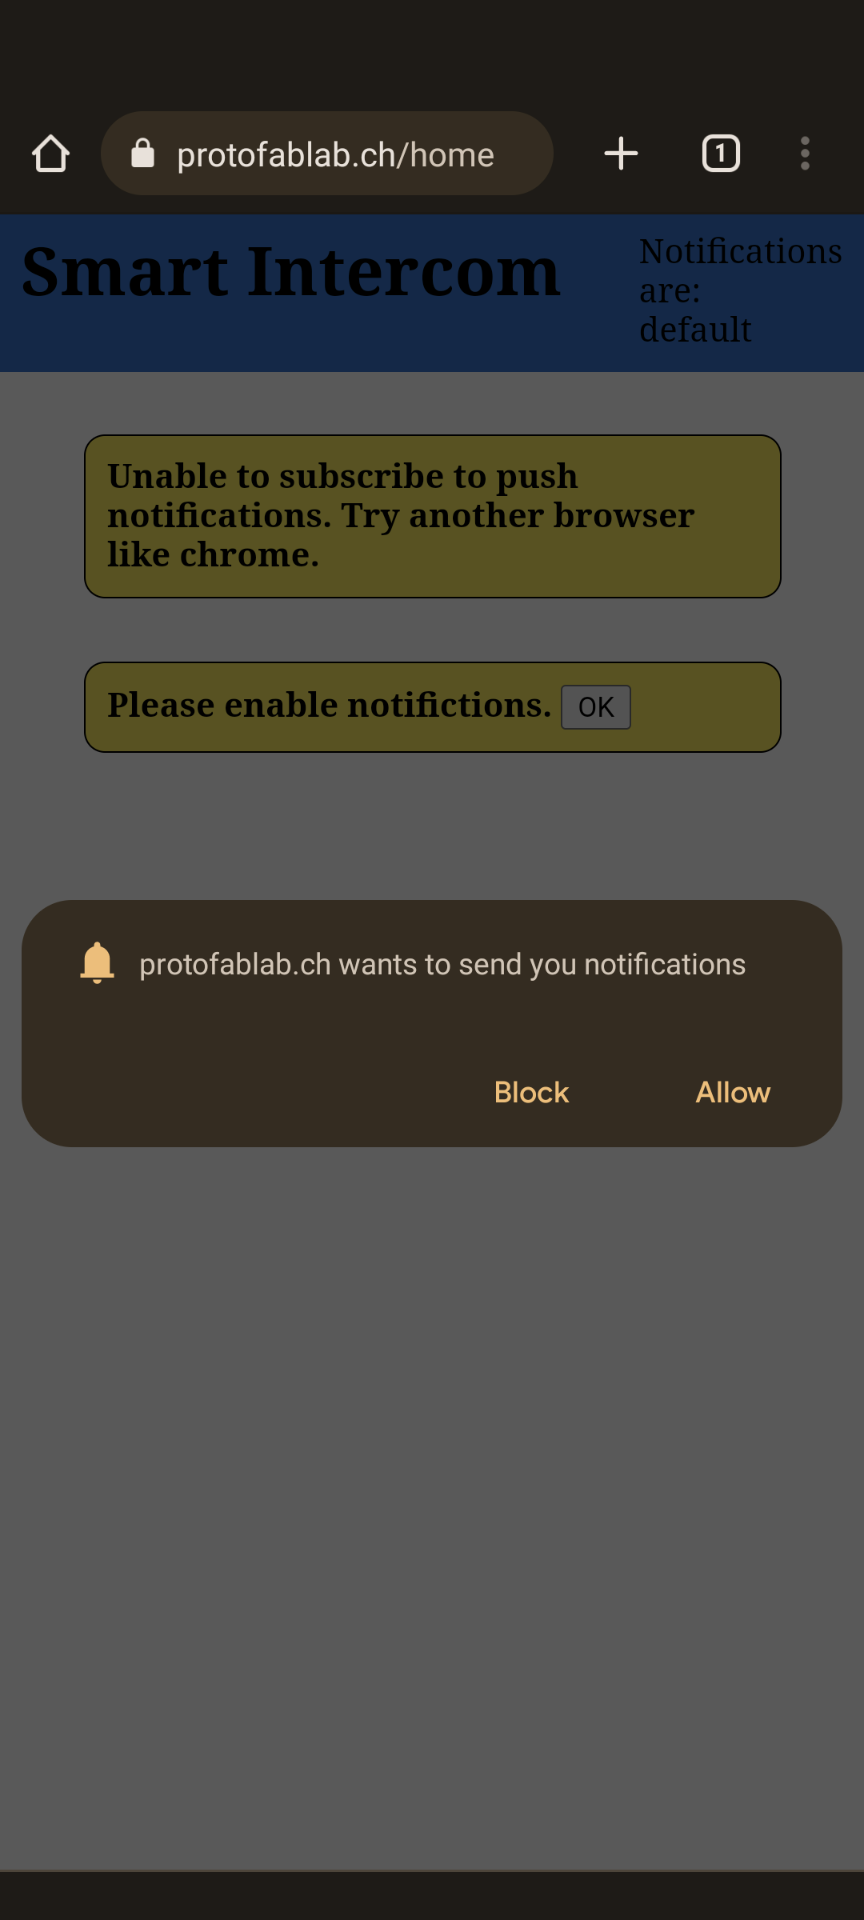 protofablab.ch/home
1
Smart Intercom
Notifications
are:
default
Unable to subscribe to push
notifications. Try another browser
like chrome.
Please enable notifictions. OK
protofablab.ch wants to send you notifications
Block Allow